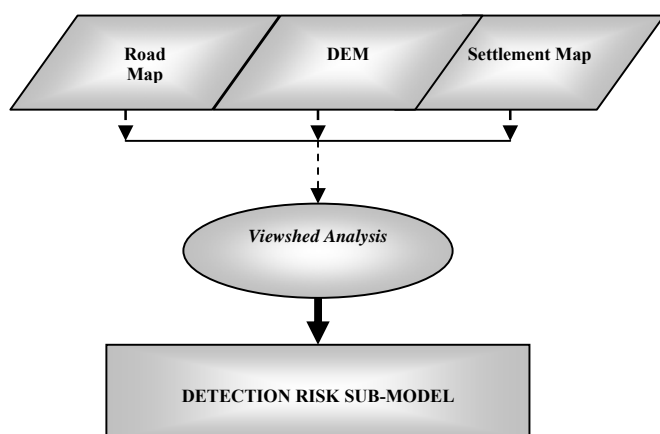 Road
Map
DEM
Settlement Map
Viewshed Analysis
DETECTION RISK SUB-MODEL